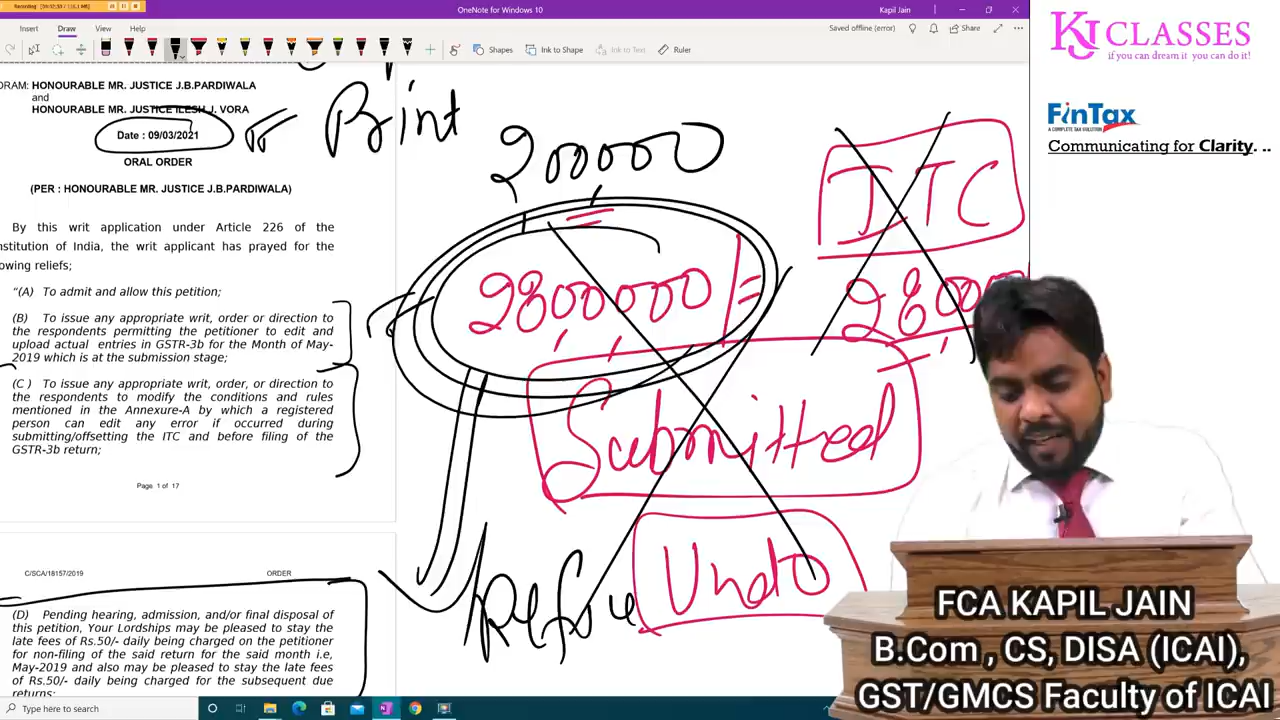 OneNote for Windows 10
Kapil Jain
Insert Draw View Help
Saved offline (error)
Share
Shapes
Ink to Shape
Ink to Text
Ruler
KJ CLASSES
if you can dream it you can do it!
FinTax
A COMPLETE TAX SOLUTION
Communicating for Clarity. ..
ORAM: HONOURABLE MR. JUSTICE J.B.PARDIWALA
and
HONOURABLE MR. JUSTICE ILESH J. VORA
Date : 09/03/2021
ORAL ORDER
(PER : HONOURABLE MR. JUSTICE J.B.PARDIWALA)
By this writ application under Article 226 of the
nstitution of India, the writ applicant has prayed for the
owing reliefs;
“(A) To admit and allow this petition;
(B) To issue any appropriate writ, order or direction to
the respondents permitting the petitioner to edit and
upload actual entries in GSTR-3b for the Month of May-
2019 which is at the submission stage;
(C ) To issue any appropriate writ, order, or direction to
the respondents to modify the conditions and rules
mentioned in the Annexure-A by which a registered
person can edit any error if occurred during
submitting/offsetting the ITC and before filing of the
GSTR-3b return;
Page 1 of 17
C/SCA/18157/2019 ORDER
(D) Pending hearing, admission, and/or final disposal of
this petition, Your Lordships may be pleased to stay the
late fees of Rs.50/- daily being charged on the petitioner
for non-filing of the said return for the said month i.e,
May-2019 and also may be pleased to stay the late fees
of Rs.50/- daily being charged for the subsequent due
returns;
Print
200000
ITC
2800000
Submitted
Undo
FCA KAPIL JAIN
B.Com , CS, DISA (ICAI),
GST/GMCS Faculty of ICAI
Type here to search